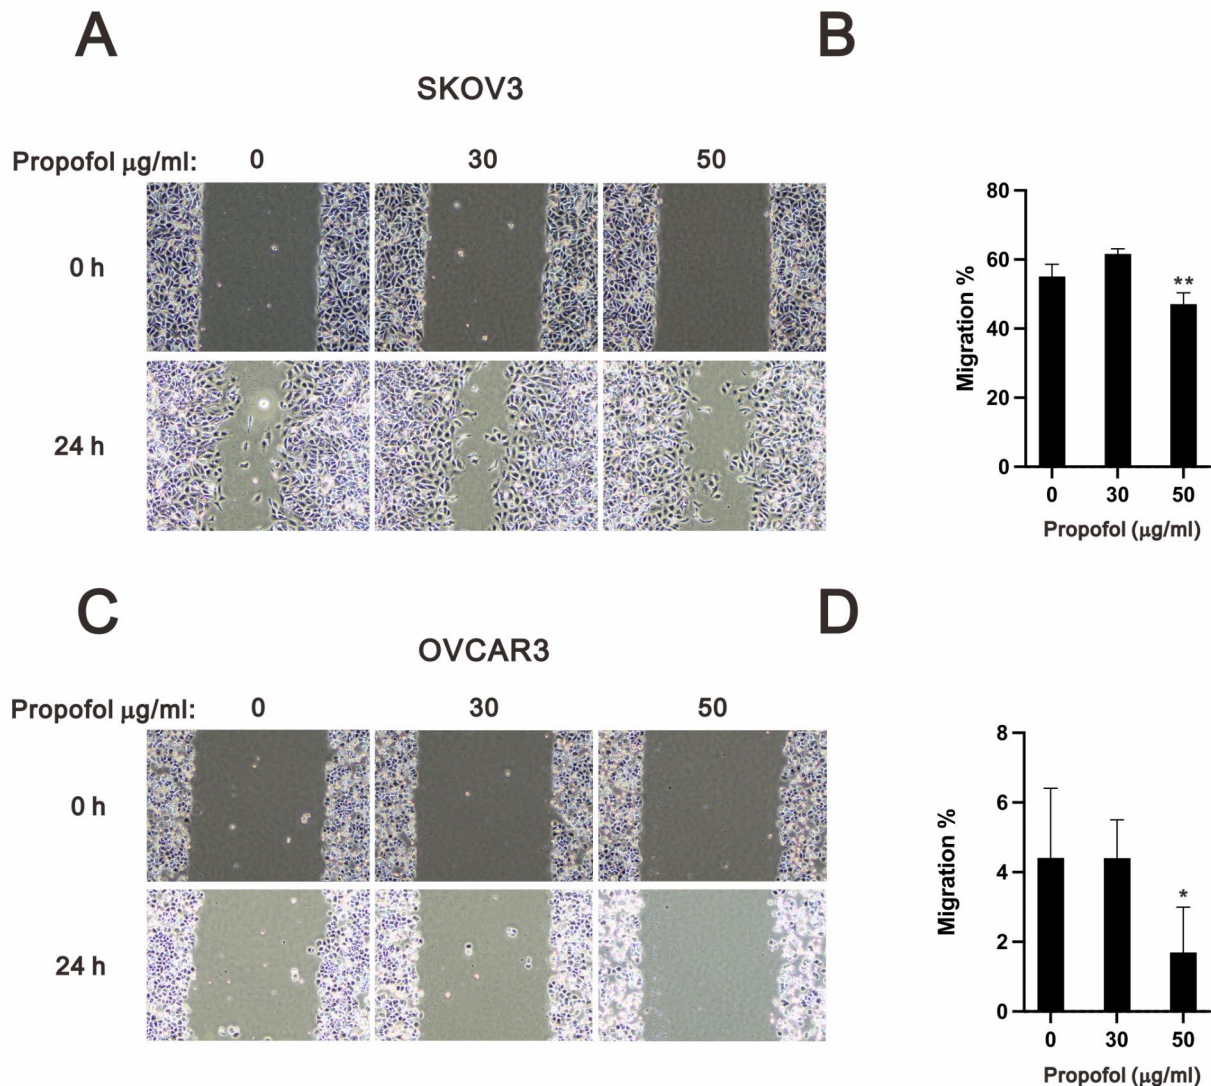 A
B
SKOV3
Propofol μg/ml: 0 30 50
0 h
24 h
80
60
40
20
0
Migration %
**
0 30 50
Propofol (μg/ml)
C
D
OVCAR3
Propofol μg/ml: 0 30 50
0 h
24 h
8
6
4
2
0
Migration %
*
0 30 50
Propofol (μg/ml)